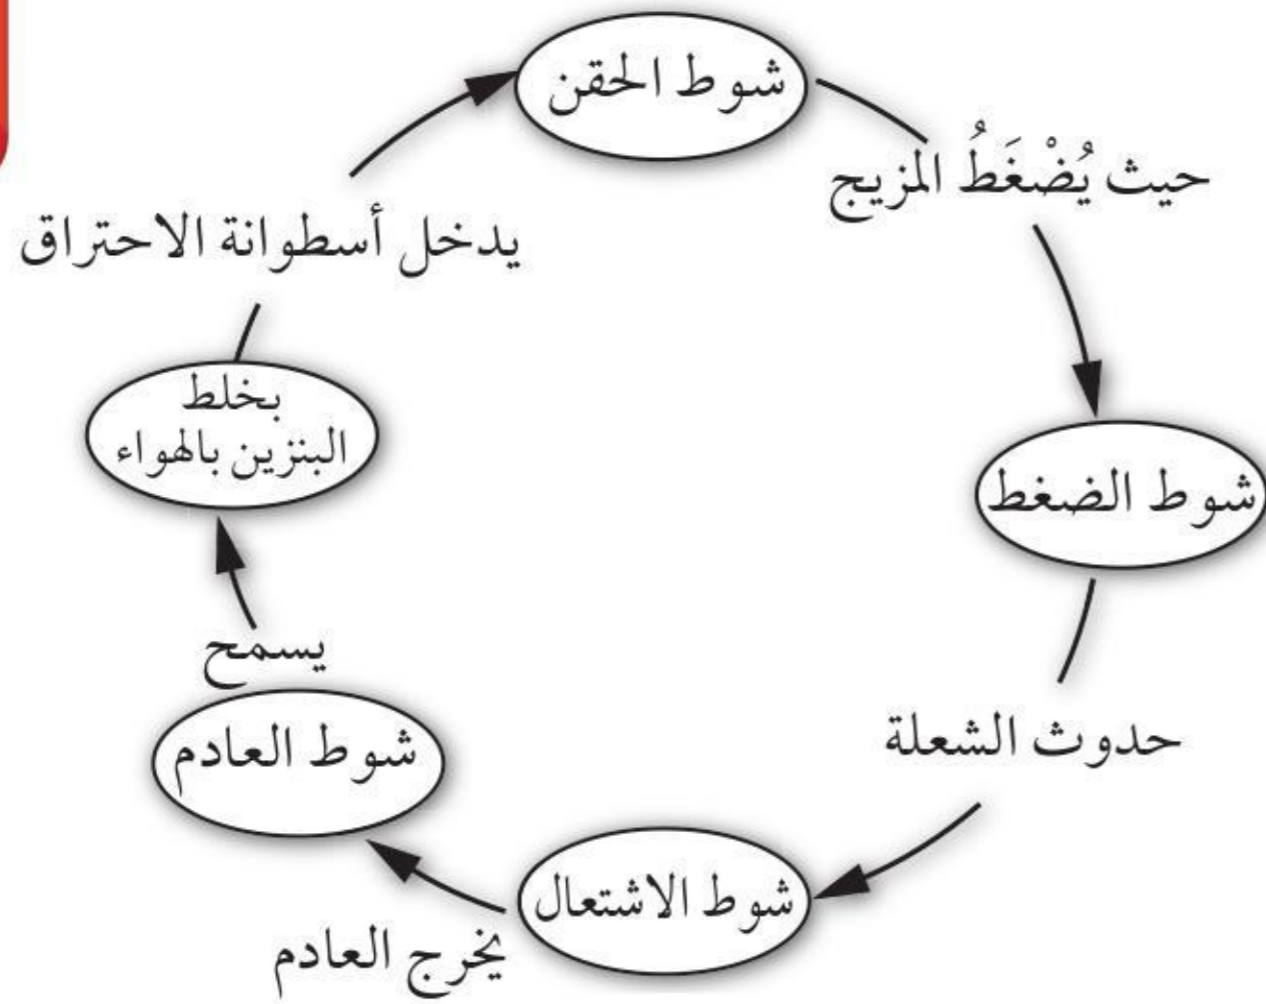 شوط الحقن
حيث يُضْغَطُ المزيج
شوط الضغط
حدوث الشعلة
شوط الاشتعال
يخرج العادم
شوط العادم
يسمح
بخلط
البنزين بالهواء
يدخل أسطوانة الاحتراق